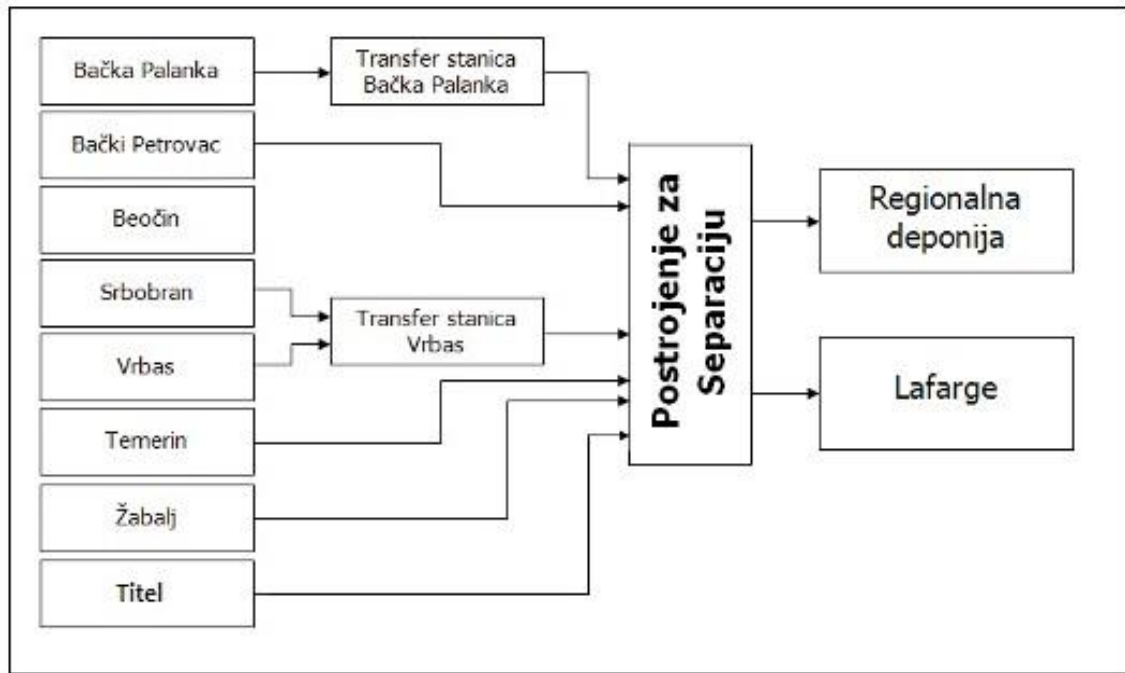 Bačka Palanka
Transfer stanica
Bačka Palanka
Bački Petrovac
Beočin
Srbobran
Transfer stanica
Vrbas
Vrbas
Temerin
Žabalj
Titel
Postrojenje za
Separaciju
Regionalna
deponija
Lafarge